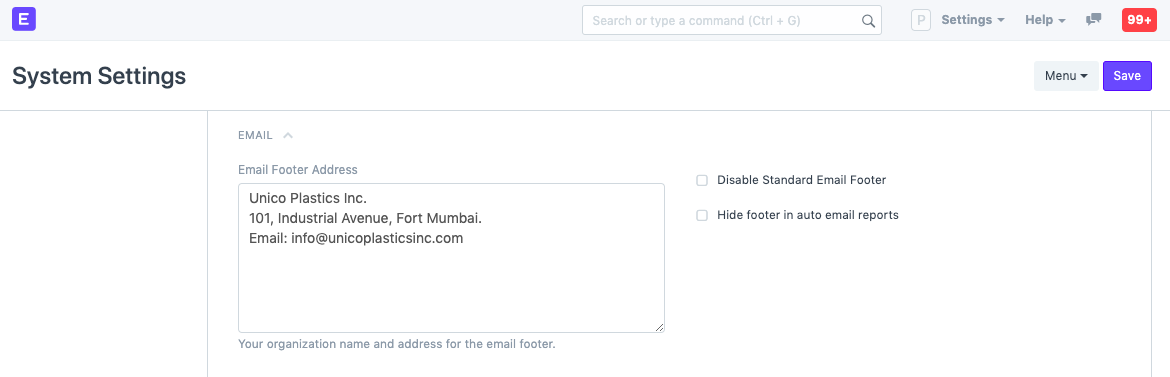 E
Search or type a command (Ctrl + G)
P
Settings
Help
99+
System Settings
Menu
Save
EMAIL
Email Footer Address
Unico Plastics Inc.
101, Industrial Avenue, Fort Mumbai.
Email: info@unicoplasticsinc.com
Your organization name and address for the email footer.
Disable Standard Email Footer
Hide footer in auto email reports